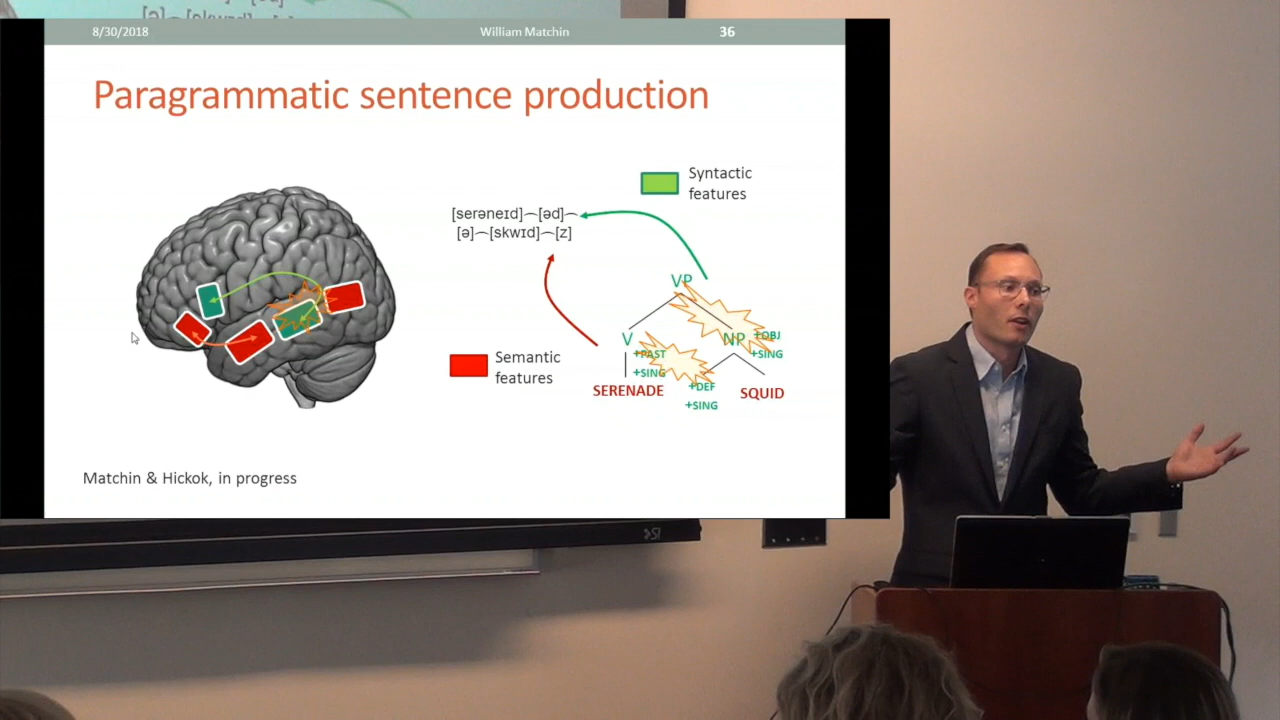 8/30/2018 William Matchin 36
Paragrammatic sentence production
Syntactic
features
[serəneɪd]⁀[əd]⁀
[ə]⁀[skwɪd]⁀[z]
VP
V NP +OBJ
+PAST +SING
+SING
Semantic
features
SERENADE +DEF SQUID
+SING
Matchin & Hickok, in progress